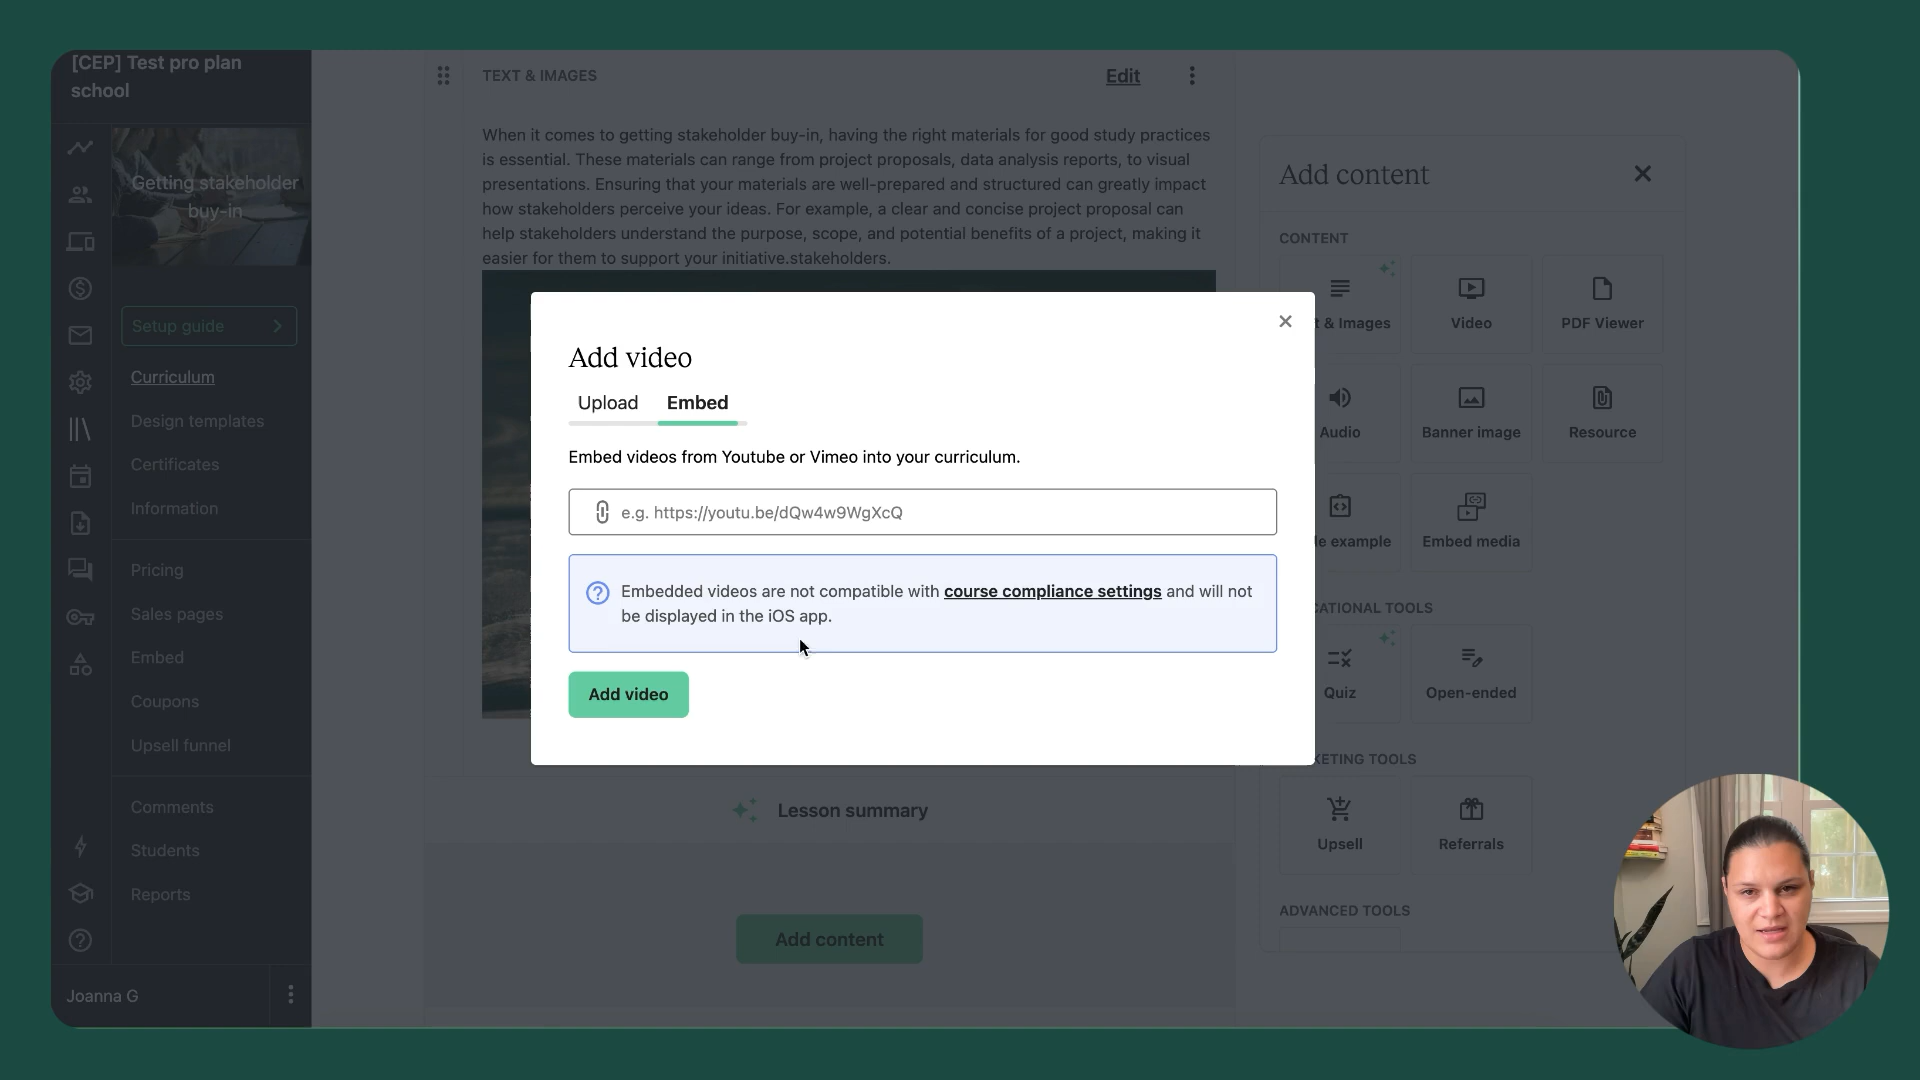 [CEP] Test pro plan
school
Getting stakeholder
buy-in
Setup guide
Curriculum
Design templates
Certificates
Information
Pricing
Sales pages
Embed
Coupons
Upsell funnel
Comments
Students
Reports
Joanna G
TEXT & IMAGES
Edit
When it comes to getting stakeholder buy-in, having the right materials for good study practices
is essential. These materials can range from project proposals, data analysis reports, to visual
presentations. Ensuring that your materials are well-prepared and structured can greatly impact
how stakeholders perceive your ideas. For example, a clear and concise project proposal can
help stakeholders understand the purpose, scope, and potential benefits of a project, making it
easier for them to support your initiative.stakeholders.
Add video
Upload
Embed
Embed videos from Youtube or Vimeo into your curriculum.
e.g. https://youtu.be/dQw4w9WgXcQ
Embedded videos are not compatible with course compliance settings and will not
be displayed in the iOS app.
Add video
Lesson summary
Add content
Add content
CONTENT
t & Images
Video
PDF Viewer
Audio
Banner image
Resource
le example
Embed media
CATIONAL TOOLS
Quiz
Open-ended
KETING TOOLS
Upsell
Referrals
ADVANCED TOOLS